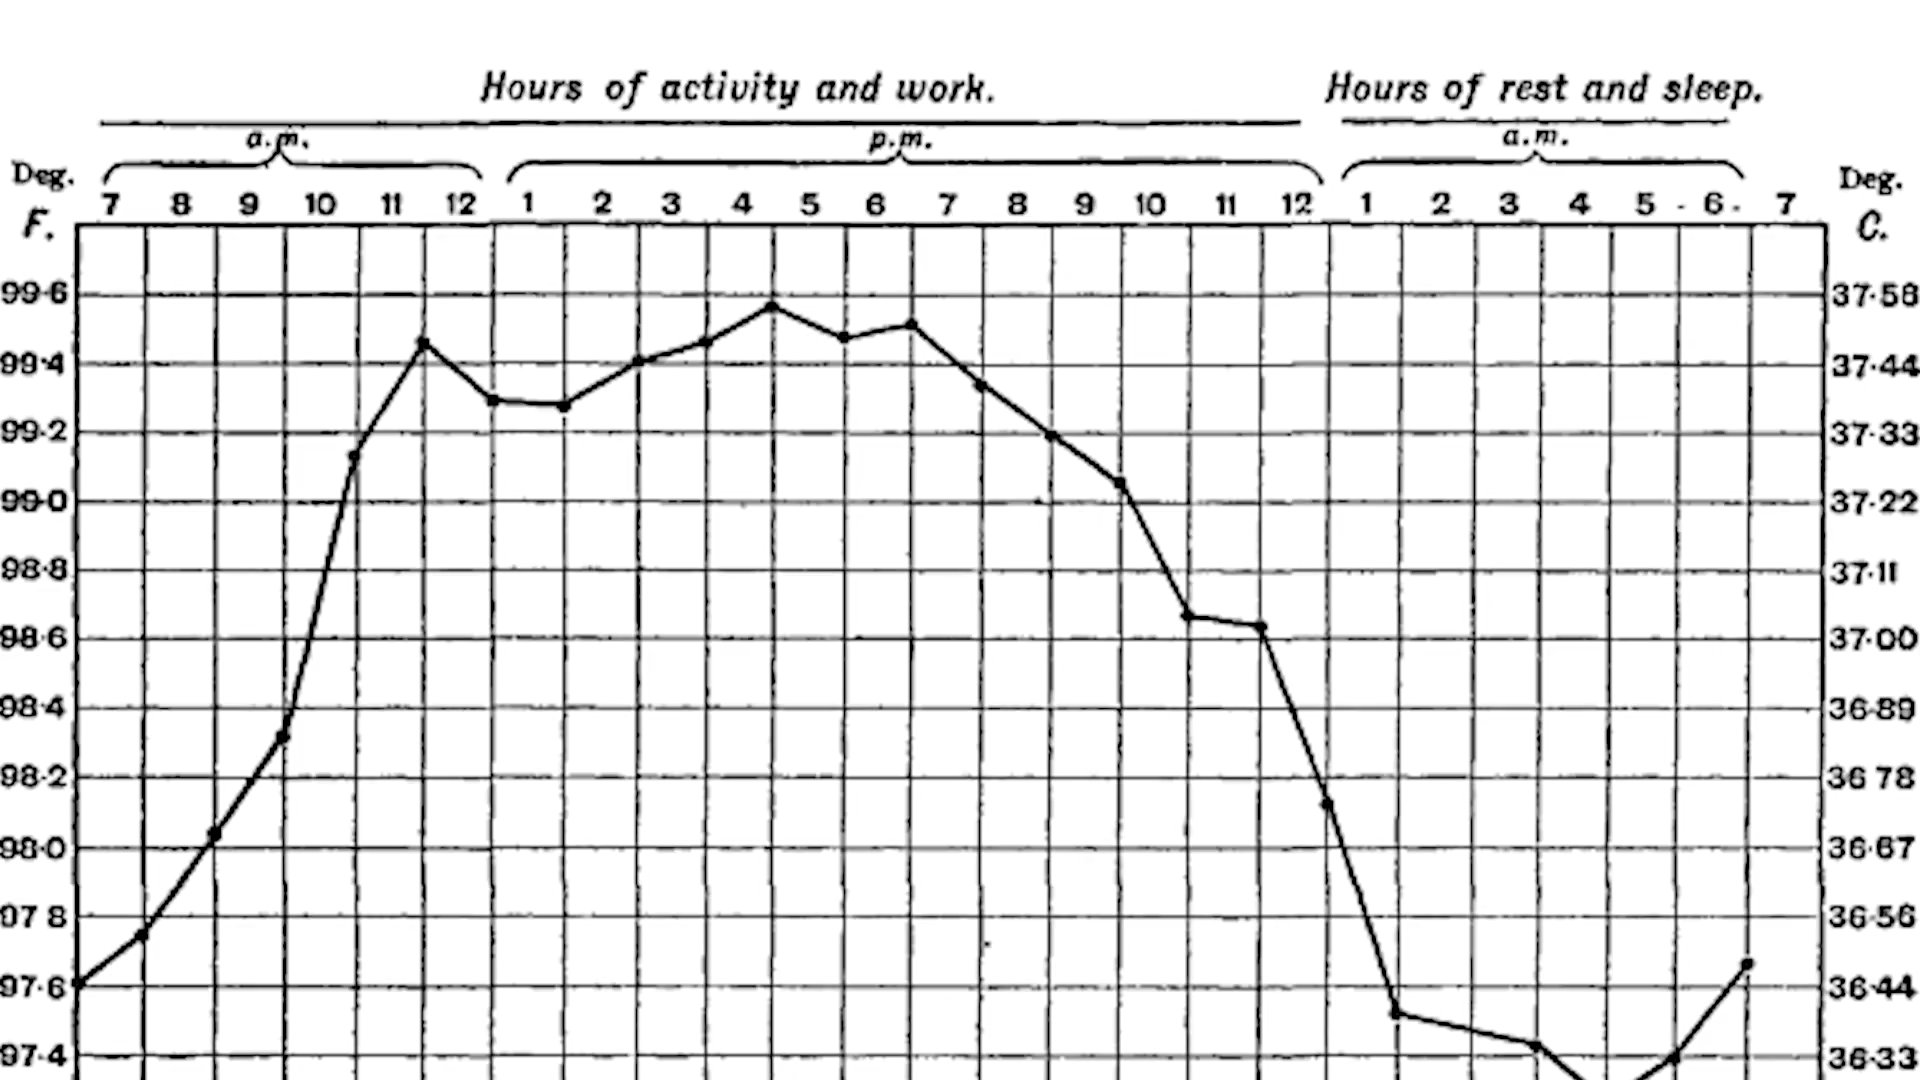 Hours of activity and work. Hours of rest and sleep.
a.m. p.m. a.m.
Deg. 7 8 9 10 11 12 1 2 3 4 5 6 7 8 9 10 11 12 1 2 3 4 5 6 7 Deg.
F. C.
99·6 37·56
99·4 37·44
99·2 37·33
99·0 37·22
98·8 37·11
98·6 37·00
98·4 36·89
98·2 36 78
98·0 36·67
97 8 36·56
97·6 36·44
97·4 36·33